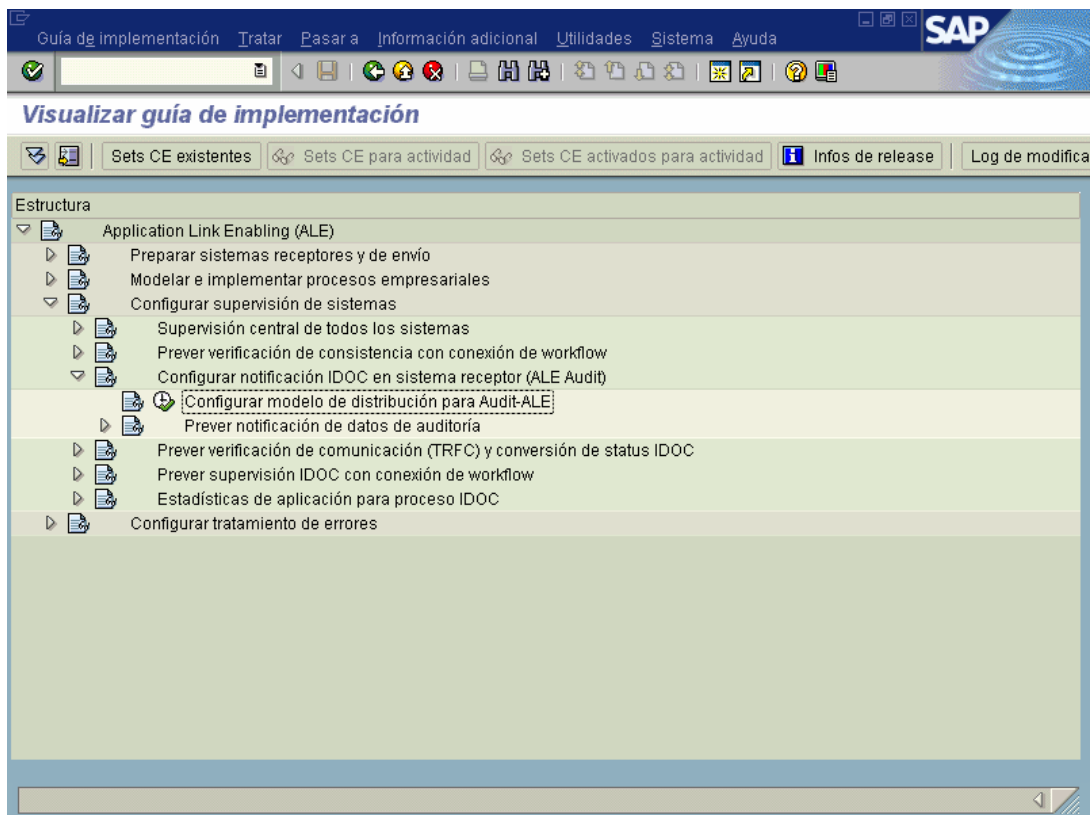 Guía de implementación Tratar Pasar a Información adicional Utilidades Sistema Ayuda
SAP
Visualizar guía de implementación
Sets CE existentes Sets CE para actividad Sets CE activados para actividad Infos de release Log de modifica
Estructura
Application Link Enabling (ALE)
Preparar sistemas receptores y de envío
Modelar e implementar procesos empresariales
Configurar supervisión de sistemas
Supervisión central de todos los sistemas
Prever verificación de consistencia con conexión de workflow
Configurar notificación IDOC en sistema receptor (ALE Audit)
Configurar modelo de distribución para Audit-ALE
Prever notificación de datos de auditoría
Prever verificación de comunicación (TRFC) y conversión de status IDOC
Prever supervisión IDOC con conexión de workflow
Estadísticas de aplicación para proceso IDOC
Configurar tratamiento de errores